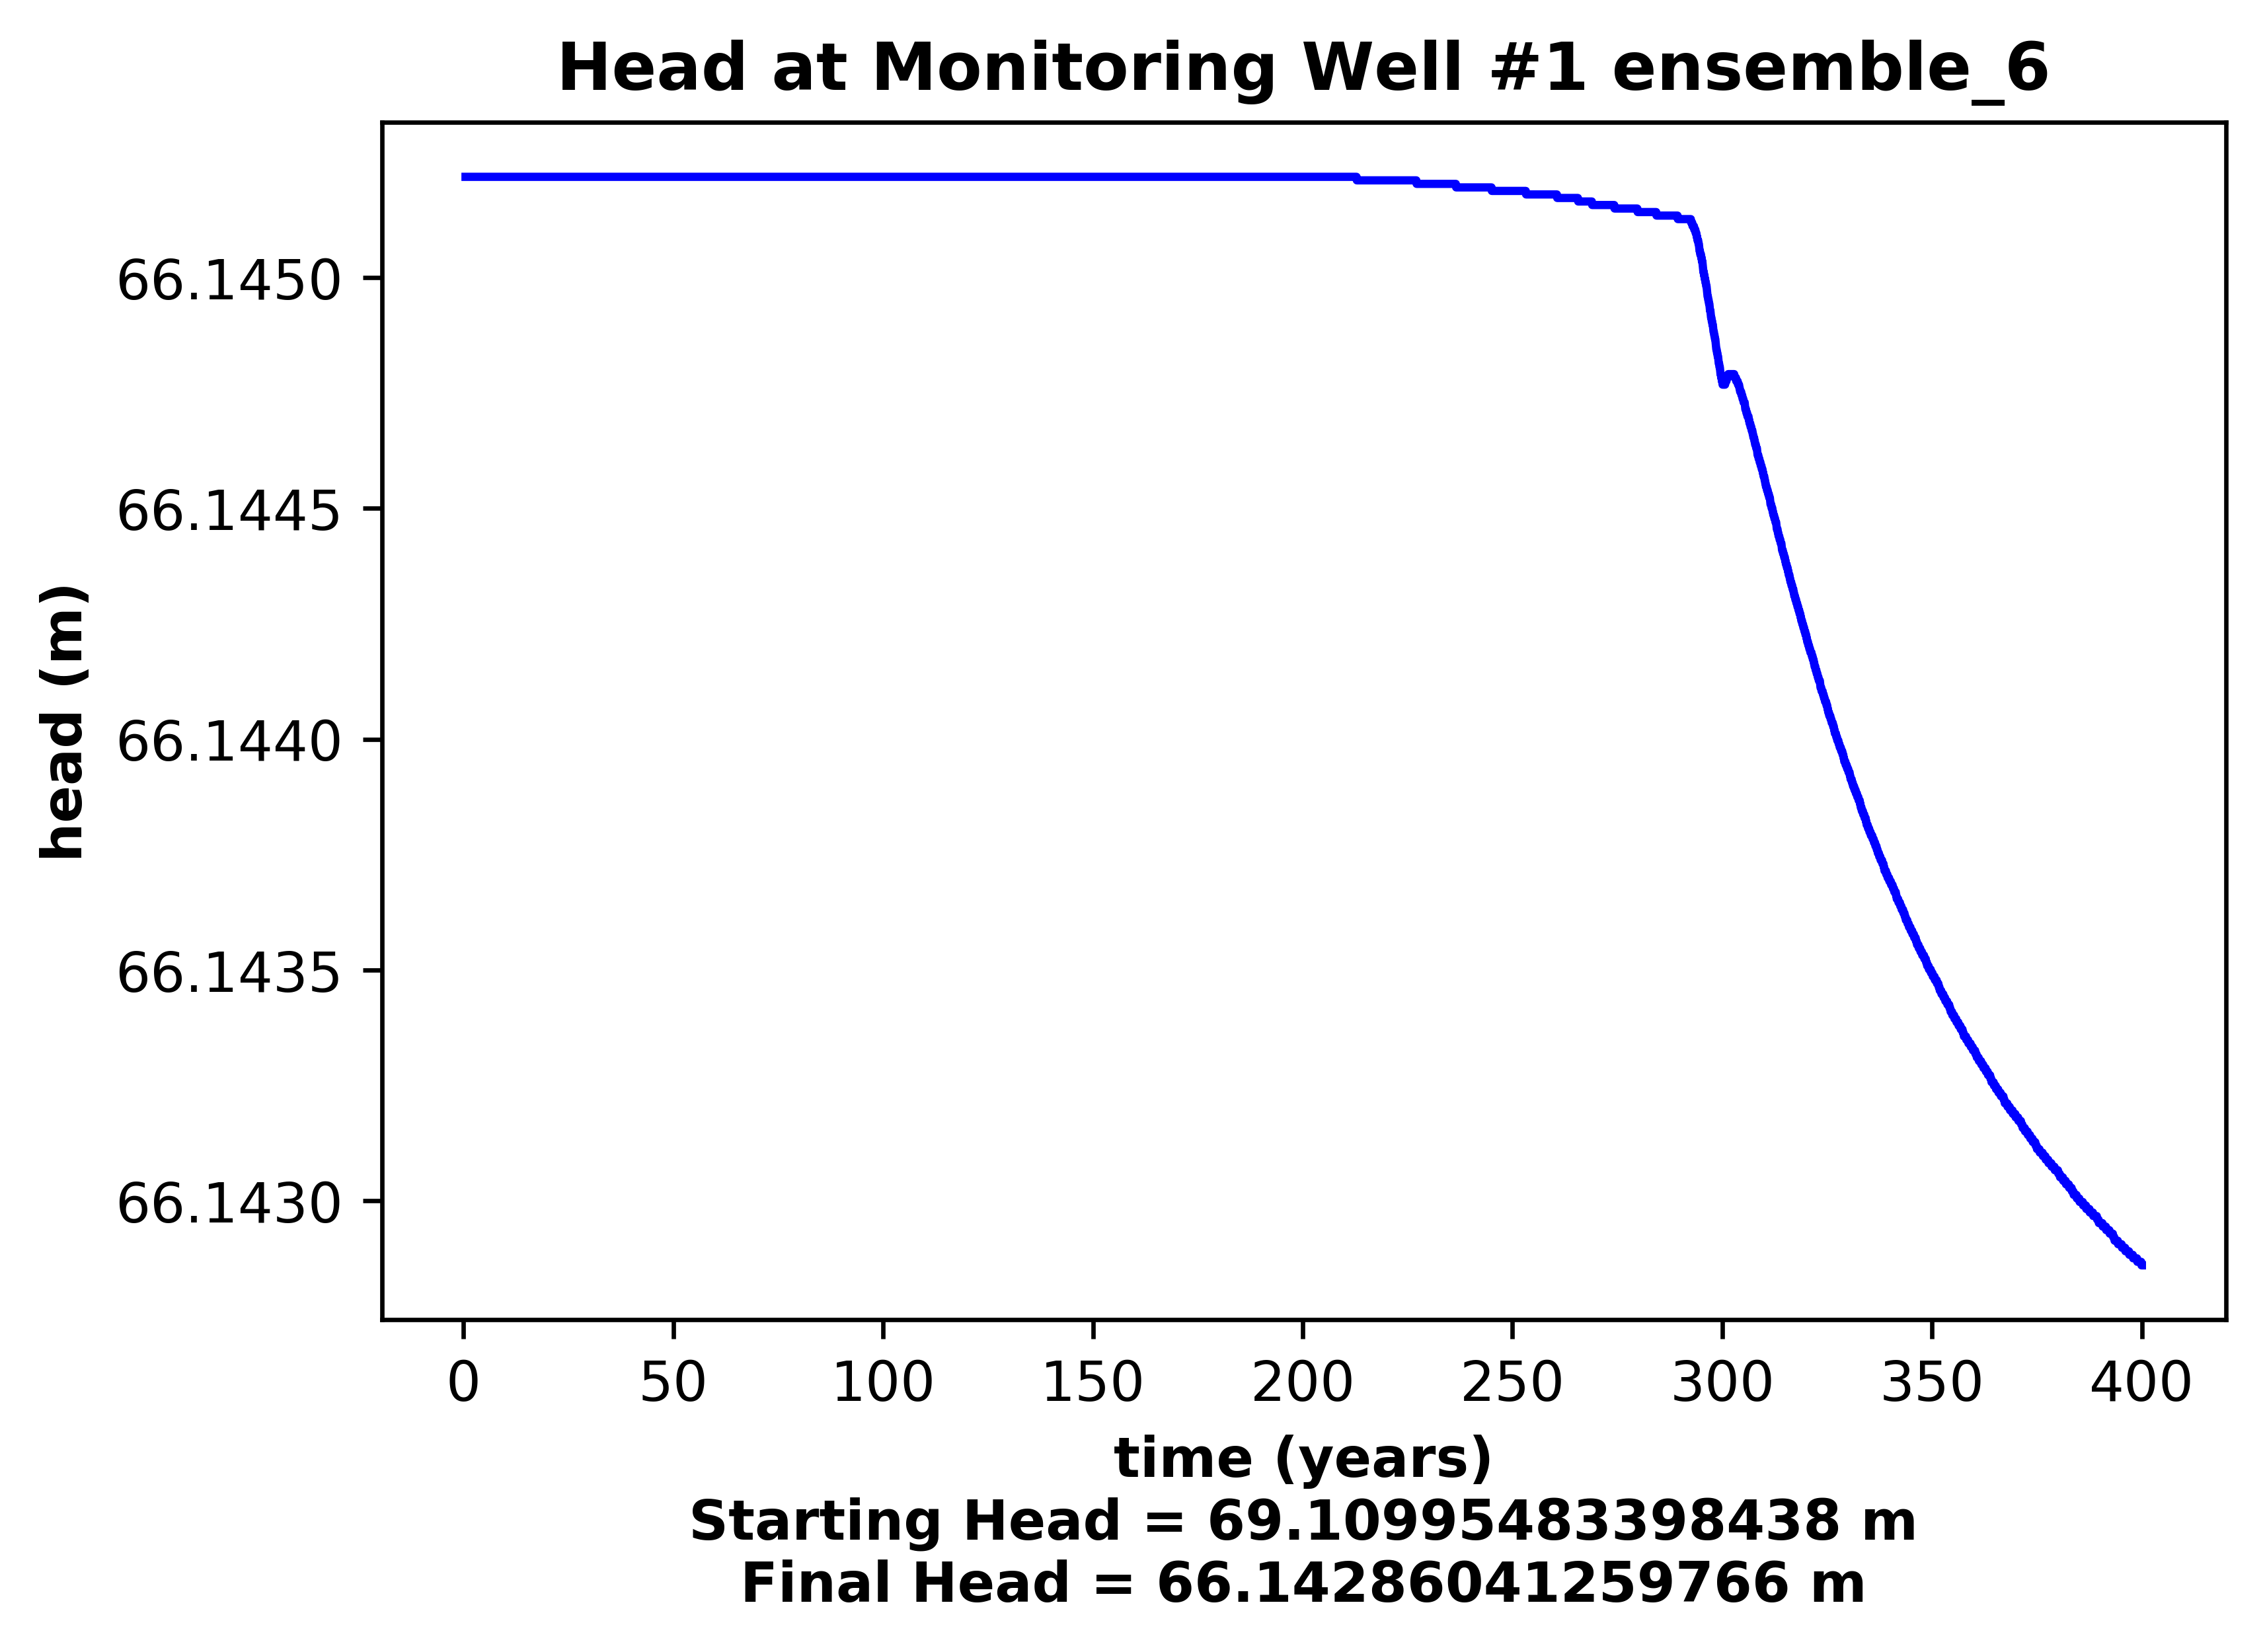 Head at Monitoring Well #1 ensemble_6
66.1450
66.1445
66.1440
66.1435
66.1430
head (m)
0 50 100 150 200 250 300 350 400
time (years)
Starting Head = 69.10995483398438 m
Final Head = 66.14286041259766 m